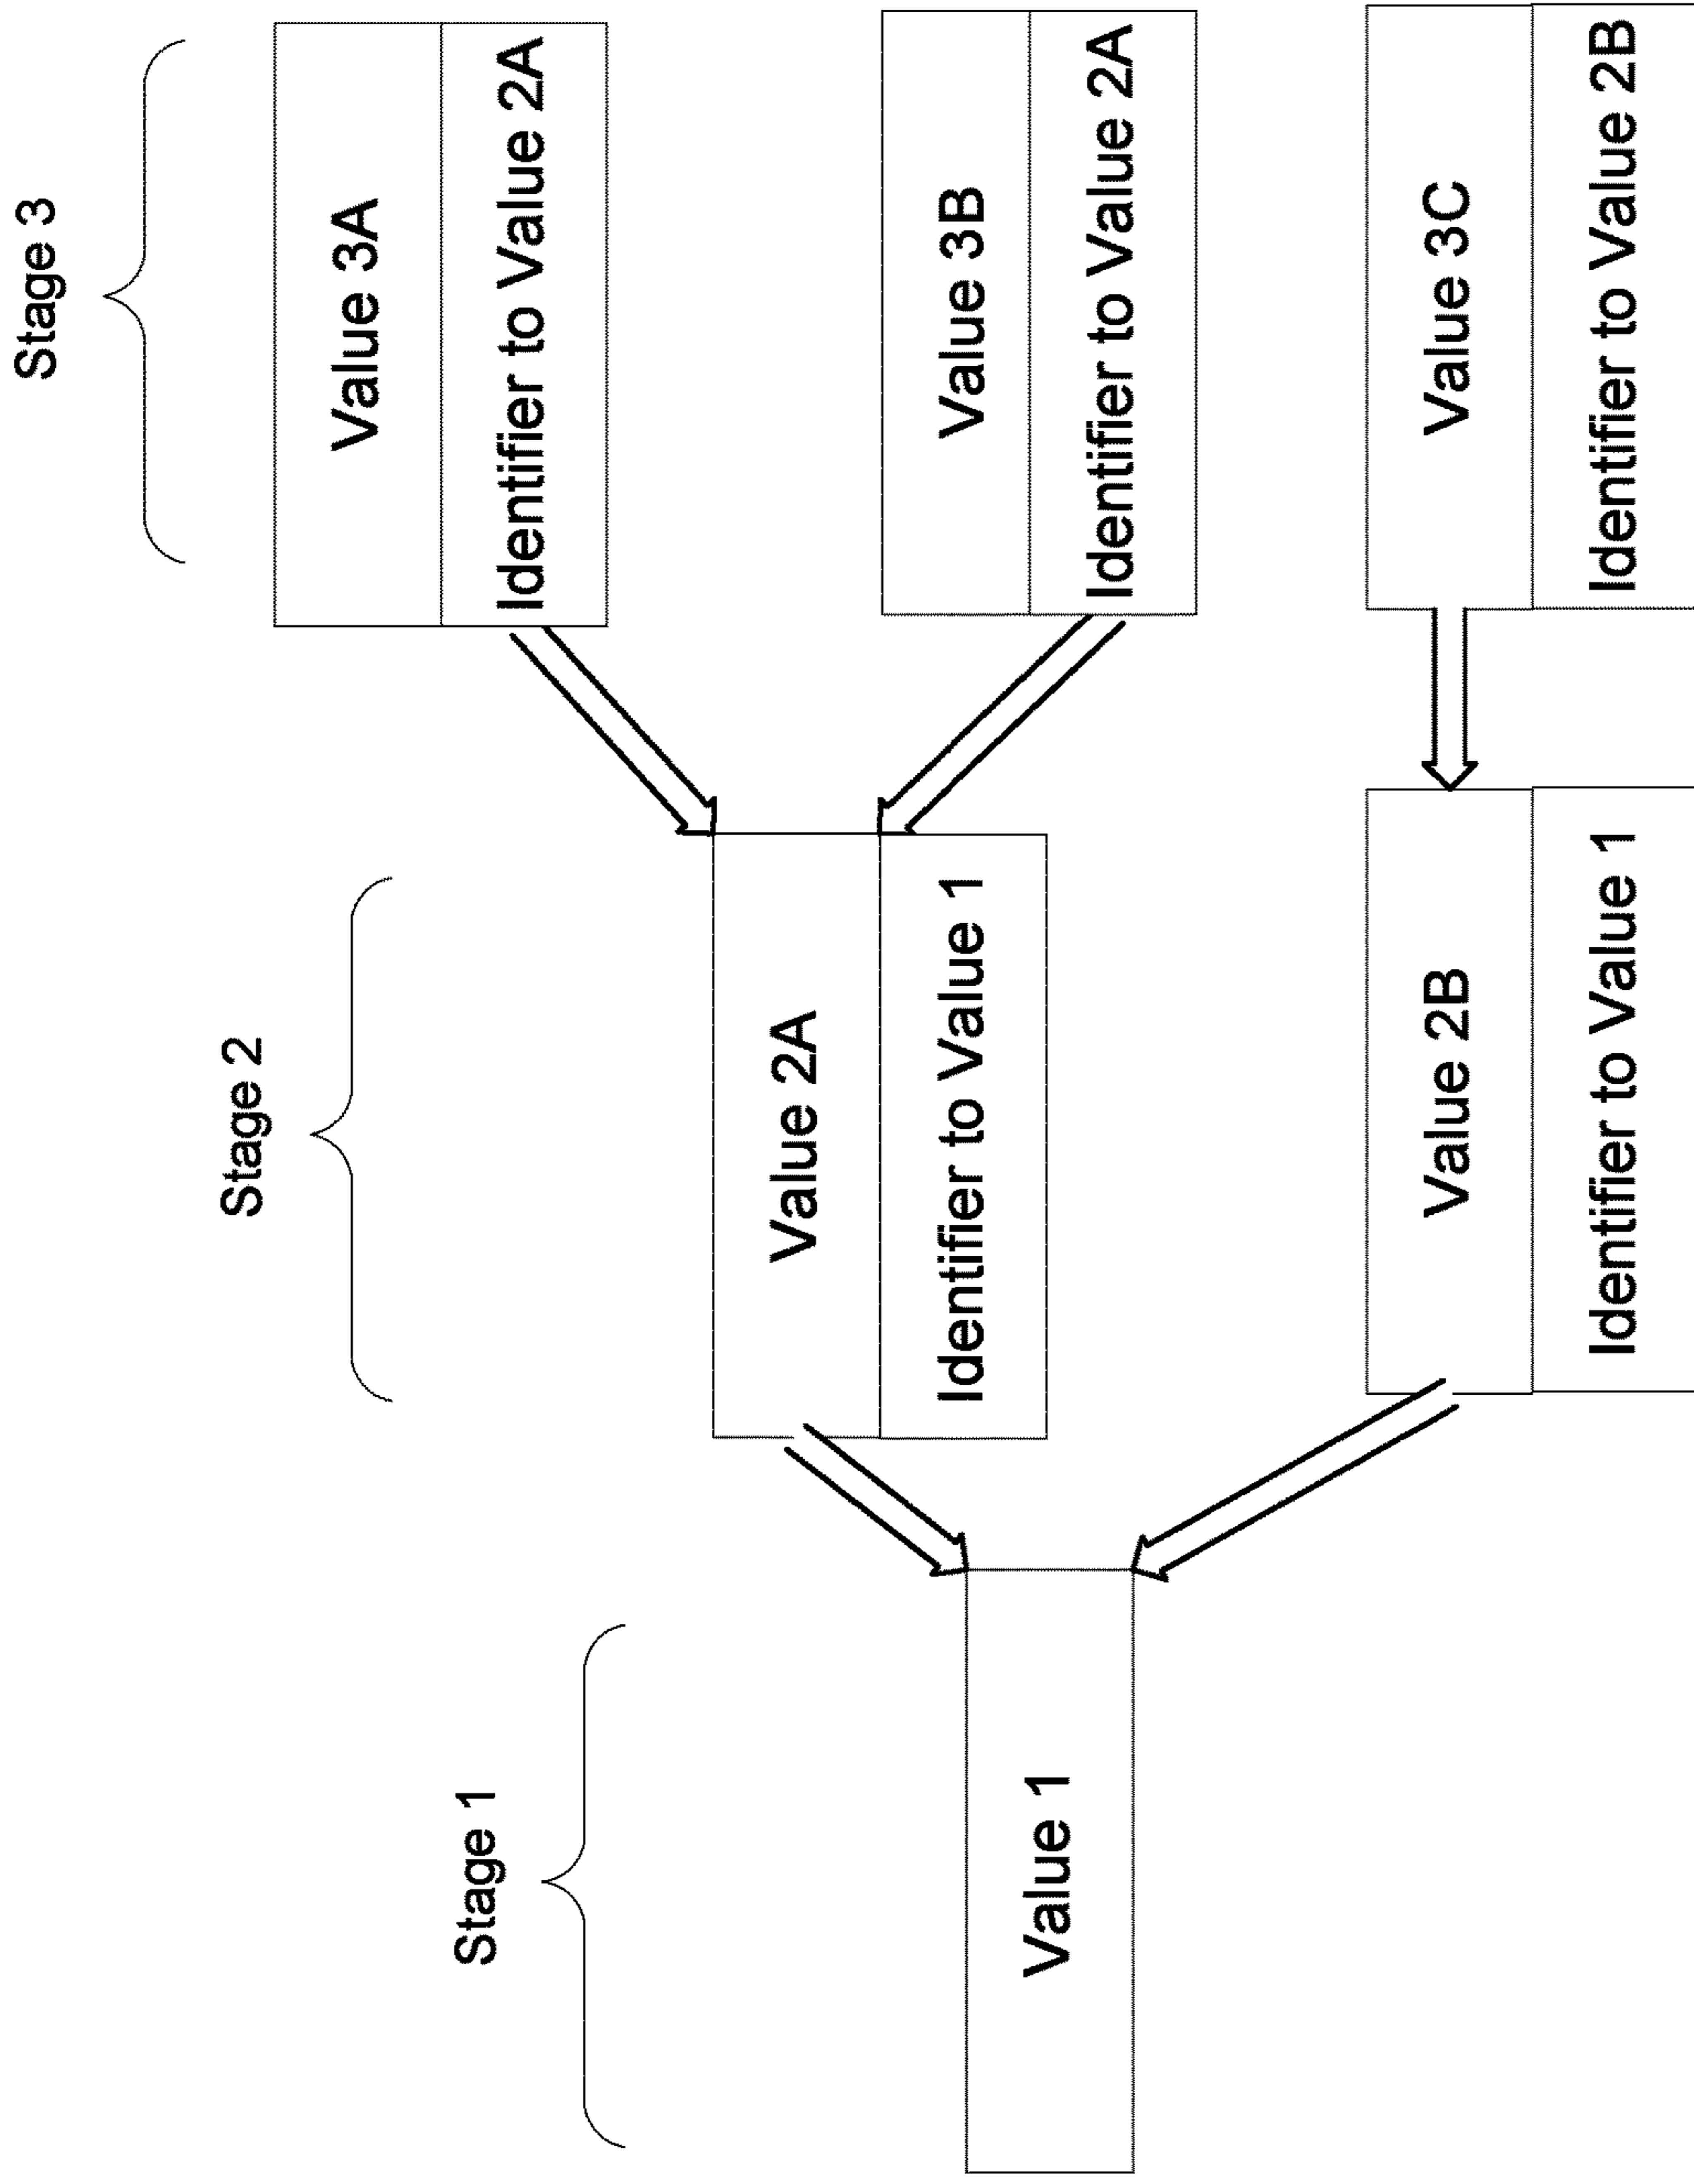 Stage 1
Value 1
Stage 2
Value 2A
Identifier to Value 1
Value 2B
Identifier to Value 1
Stage 3
Value 3A
Identifier to Value 2A
Value 3B
Identifier to Value 2A
Value 3C
Identifier to Value 2B